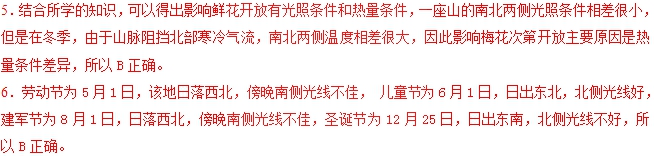 5．结合所学的知识，可以得出影响鲜花开放有光照条件和热量条件，一座山的南北两侧光照条件相差很小，
但是在冬季，由于山脉阻挡北部寒冷气流，南北两侧温度相差很大，因此影响梅花次第开放主要原因是热
量条件差异，所以 B 正确。
6．劳动节为 5 月 1 日，该地日落西北，傍晚南侧光线不佳， 儿童节为 6 月 1 日，日出东北，北侧光线好，
建军节为 8 月 1 日，日落西北，傍晚南侧光线不佳，圣诞节为 12 月 25 日，日出东南，北侧光线不好，所
以 B 正确。